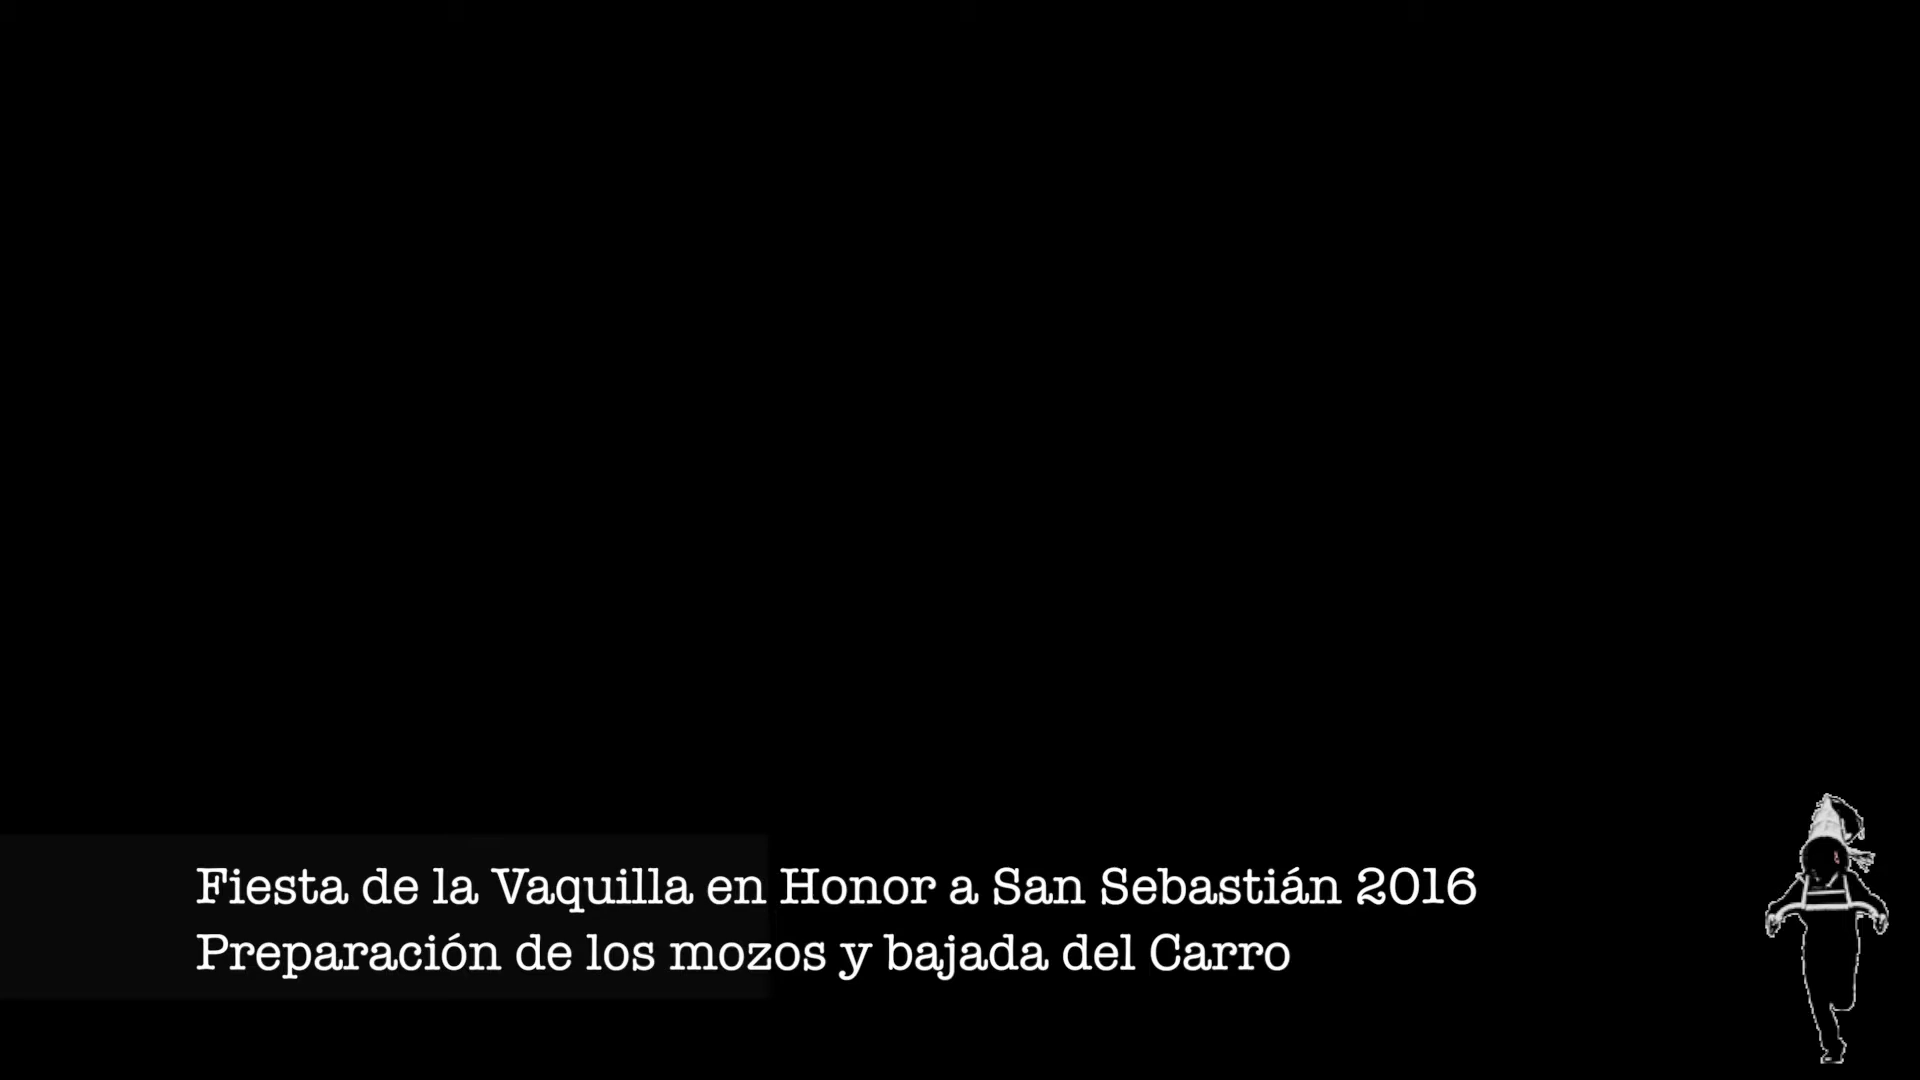 Fiesta de la Vaquilla en Honor a San Sebastián 2016
Preparación de los mozos y bajada del Carro